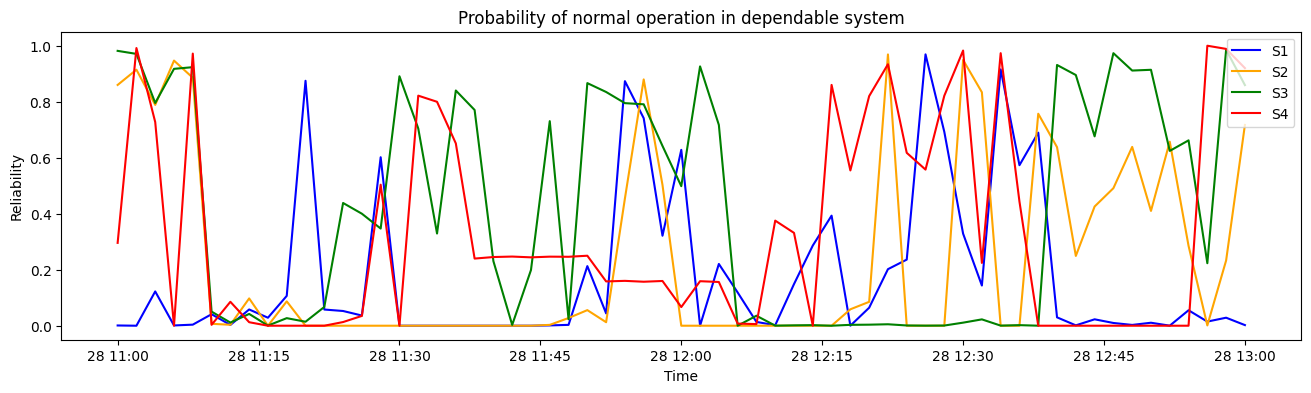 Probability of normal operation in dependable system
Reliability
1.0
0.8
0.6
0.4
0.2
0.0
S1
S2
S3
S4
28 11:00
28 11:15
28 11:30
28 11:45
28 12:00
28 12:15
28 12:30
28 12:45
28 13:00
Time